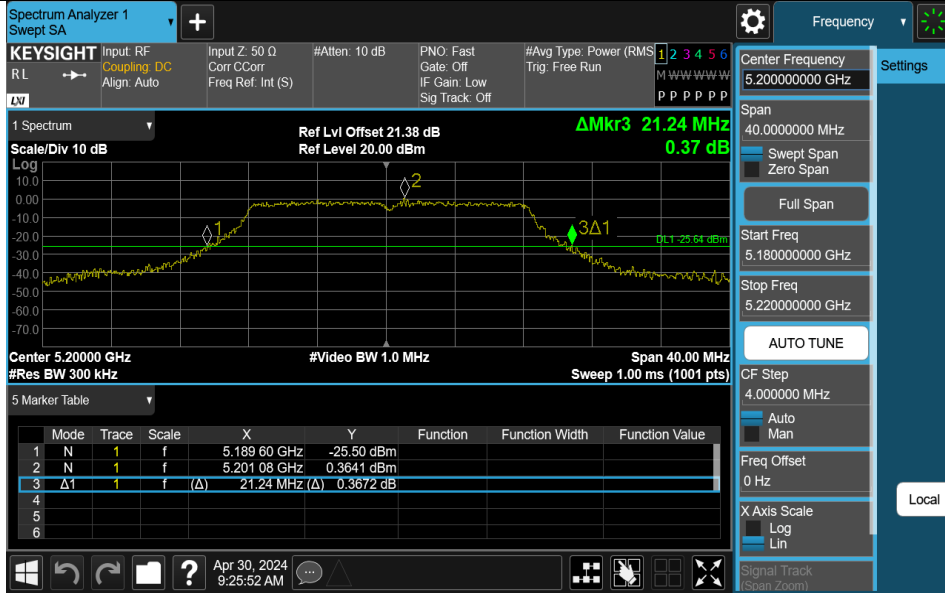 Spectrum Analyzer 1
Swept SA
Frequency
KEYSIGHT
RL
LXI
Input: RF
Coupling: DC
Align: Auto
Input Z: 50 Ω
Corr CCorr
Freq Ref: Int (S)
#Atten: 10 dB
PNO: Fast
Gate: Off
IF Gain: Low
Sig Track: Off
#Avg Type: Power (RMS
Trig: Free Run
1 2 3 4 5 6
M W W W W W
P P P P P P
1 Spectrum
Scale/Div 10 dB
Ref Lvl Offset 21.38 dB
Ref Level 20.00 dBm
ΔMkr3 21.24 MHz
0.37 dB
Log
10.0
0.00
-10.0
-20.0
-30.0
-40.0
-50.0
-60.0
-70.0
1
2
3Δ1
DL1 -25.64 dBm
Center 5.20000 GHz
#Video BW 1.0 MHz
Span 40.00 MHz
#Res BW 300 kHz
Sweep 1.00 ms (1001 pts)
5 Marker Table
Mode Trace Scale X Y Function Function Width Function Value
1 N 1 f 5.189 60 GHz -25.50 dBm
2 N 1 f 5.201 08 GHz 0.3641 dBm
3 Δ1 1 f (Δ) 21.24 MHz (Δ) 0.3672 dB
4
5
6
Apr 30, 2024
9:25:52 AM
Center Frequency
5.200000000 GHz
Span
40.0000000 MHz
Swept Span
Zero Span
Full Span
Start Freq
5.180000000 GHz
Stop Freq
5.220000000 GHz
AUTO TUNE
CF Step
4.000000 MHz
Auto
Man
Freq Offset
0 Hz
X Axis Scale
Log
Lin
Signal Track
(Span Zoom)
Settings
Local